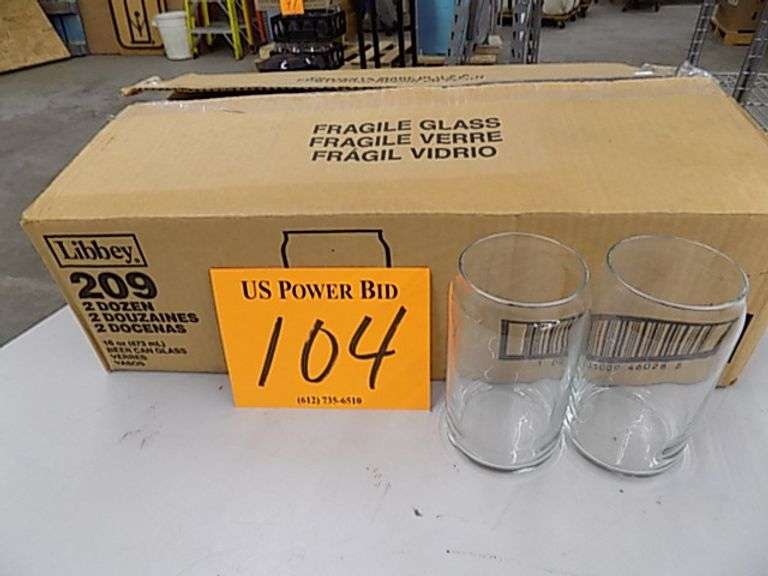 FRAGILE GLASS
FRAGILE VERRE
FRÁGIL VIDRIO
Libbey®
209
2 DOZEN
2 DOUZAINES
2 DOCENAS
16 oz (473 mL)
BEER CAN GLASS
VERRES
VASOS
US POWER BID
104
(612) 735-6510
46028